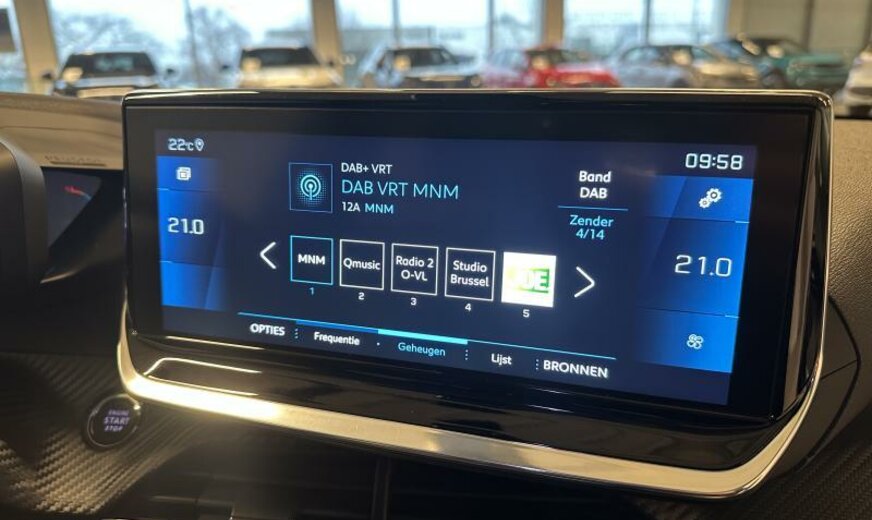 22°C
09:58
21.0
DAB+ VRT
DAB VRT MNM
12A MNM
Band
DAB
Zender
4/14
21.0
MNM
Qmusic
Radio 2
O-VL
Studio
Brussel
JOE
1
2
3
4
5
OPTIES
Frequentie
Geheugen
Lijst
BRONNEN
PEUGEOT
ENGINE
START
STOP